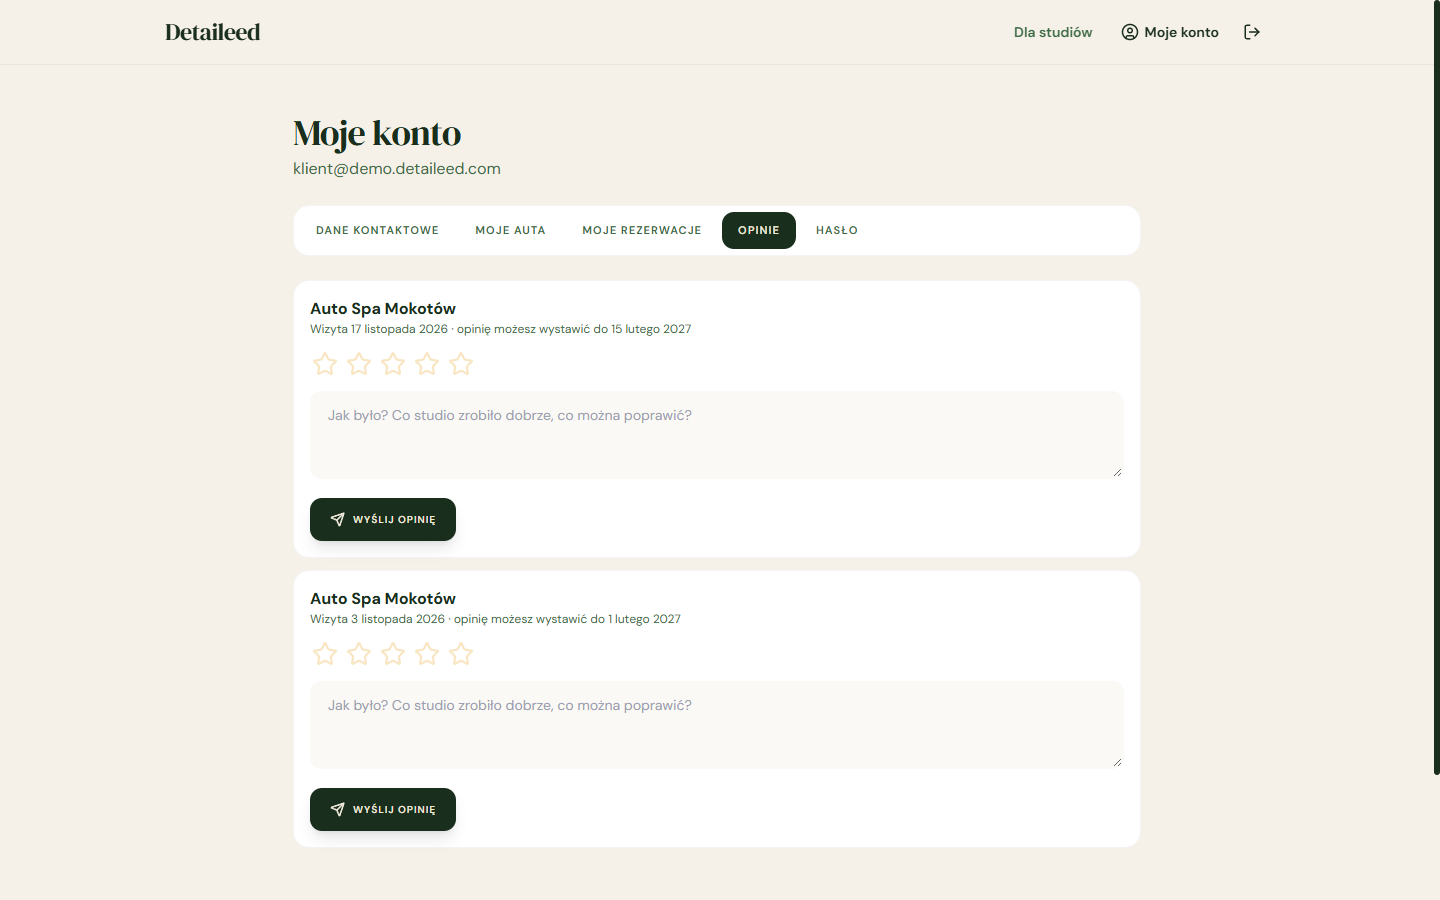 Detaileed
Dla studiów
Moje konto
Moje konto
klient@demo.detaileed.com
DANE KONTAKTOWE
MOJE AUTA
MOJE REZERWACJE
OPINIE
HASŁO
Auto Spa Mokotów
Wizyta 17 listopada 2026 · opinię możesz wystawić do 15 lutego 2027
Jak było? Co studio zrobiło dobrze, co można poprawić?
WYŚLIJ OPINIĘ
Auto Spa Mokotów
Wizyta 3 listopada 2026 · opinię możesz wystawić do 1 lutego 2027
Jak było? Co studio zrobiło dobrze, co można poprawić?
WYŚLIJ OPINIĘ